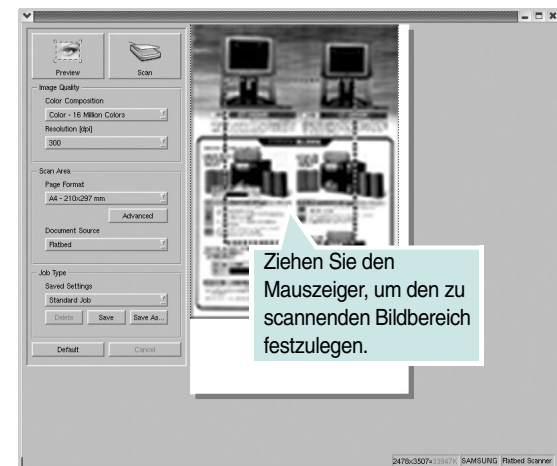 Preview Scan
Image Quality
Color Composition
Color - 16 Million Colors
Resolution [dpi]
300
Scan Area
Page Format
A4 - 210x297 mm
Advanced
Document Source
Flatbed
Job Type
Saved Settings
Standard Job
Delete Save Save As...
Default Cancel
Ziehen Sie den
Mauszeiger, um den zu
scannenden Bildbereich
festzulegen.
2478x3507=33947K SAMSUNG Flatbed Scanner